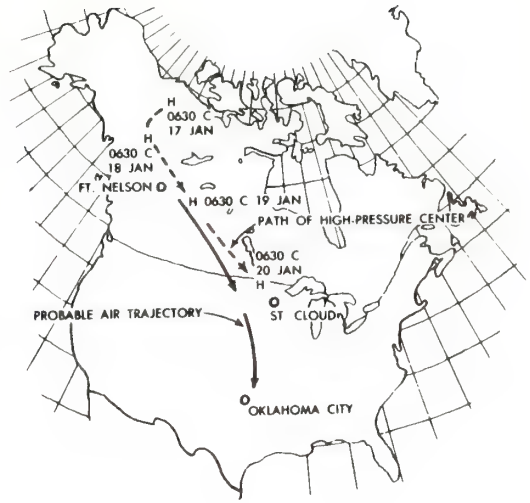 H
0630 C
17 JAN
H
0630 C
18 JAN
FT. NELSON
H 0630 C 19 JAN
PATH OF HIGH-PRESSURE CENTER
0630 C
20 JAN
H
ST CLOUD
PROBABLE AIR TRAJECTORY
OKLAHOMA CITY